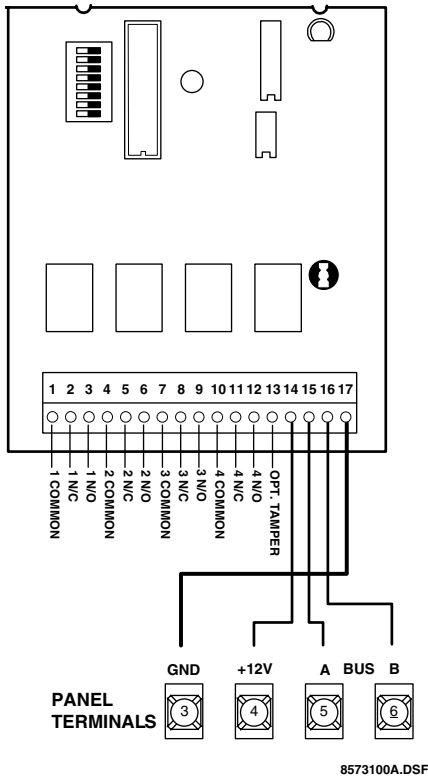 1 2 3 4 5 6 7 8 9 10 11 12 13 14 15 16 17
1 COMMON
1 N/C
1 N/O
2 COMMON
2 N/C
2 N/O
3 COMMON
3 N/C
3 N/O
4 COMMON
4 N/C
4 N/O
OPT. TAMPER
GND +12V A BUS B
PANEL
TERMINALS
3 4 5 6
8573100A.DSF